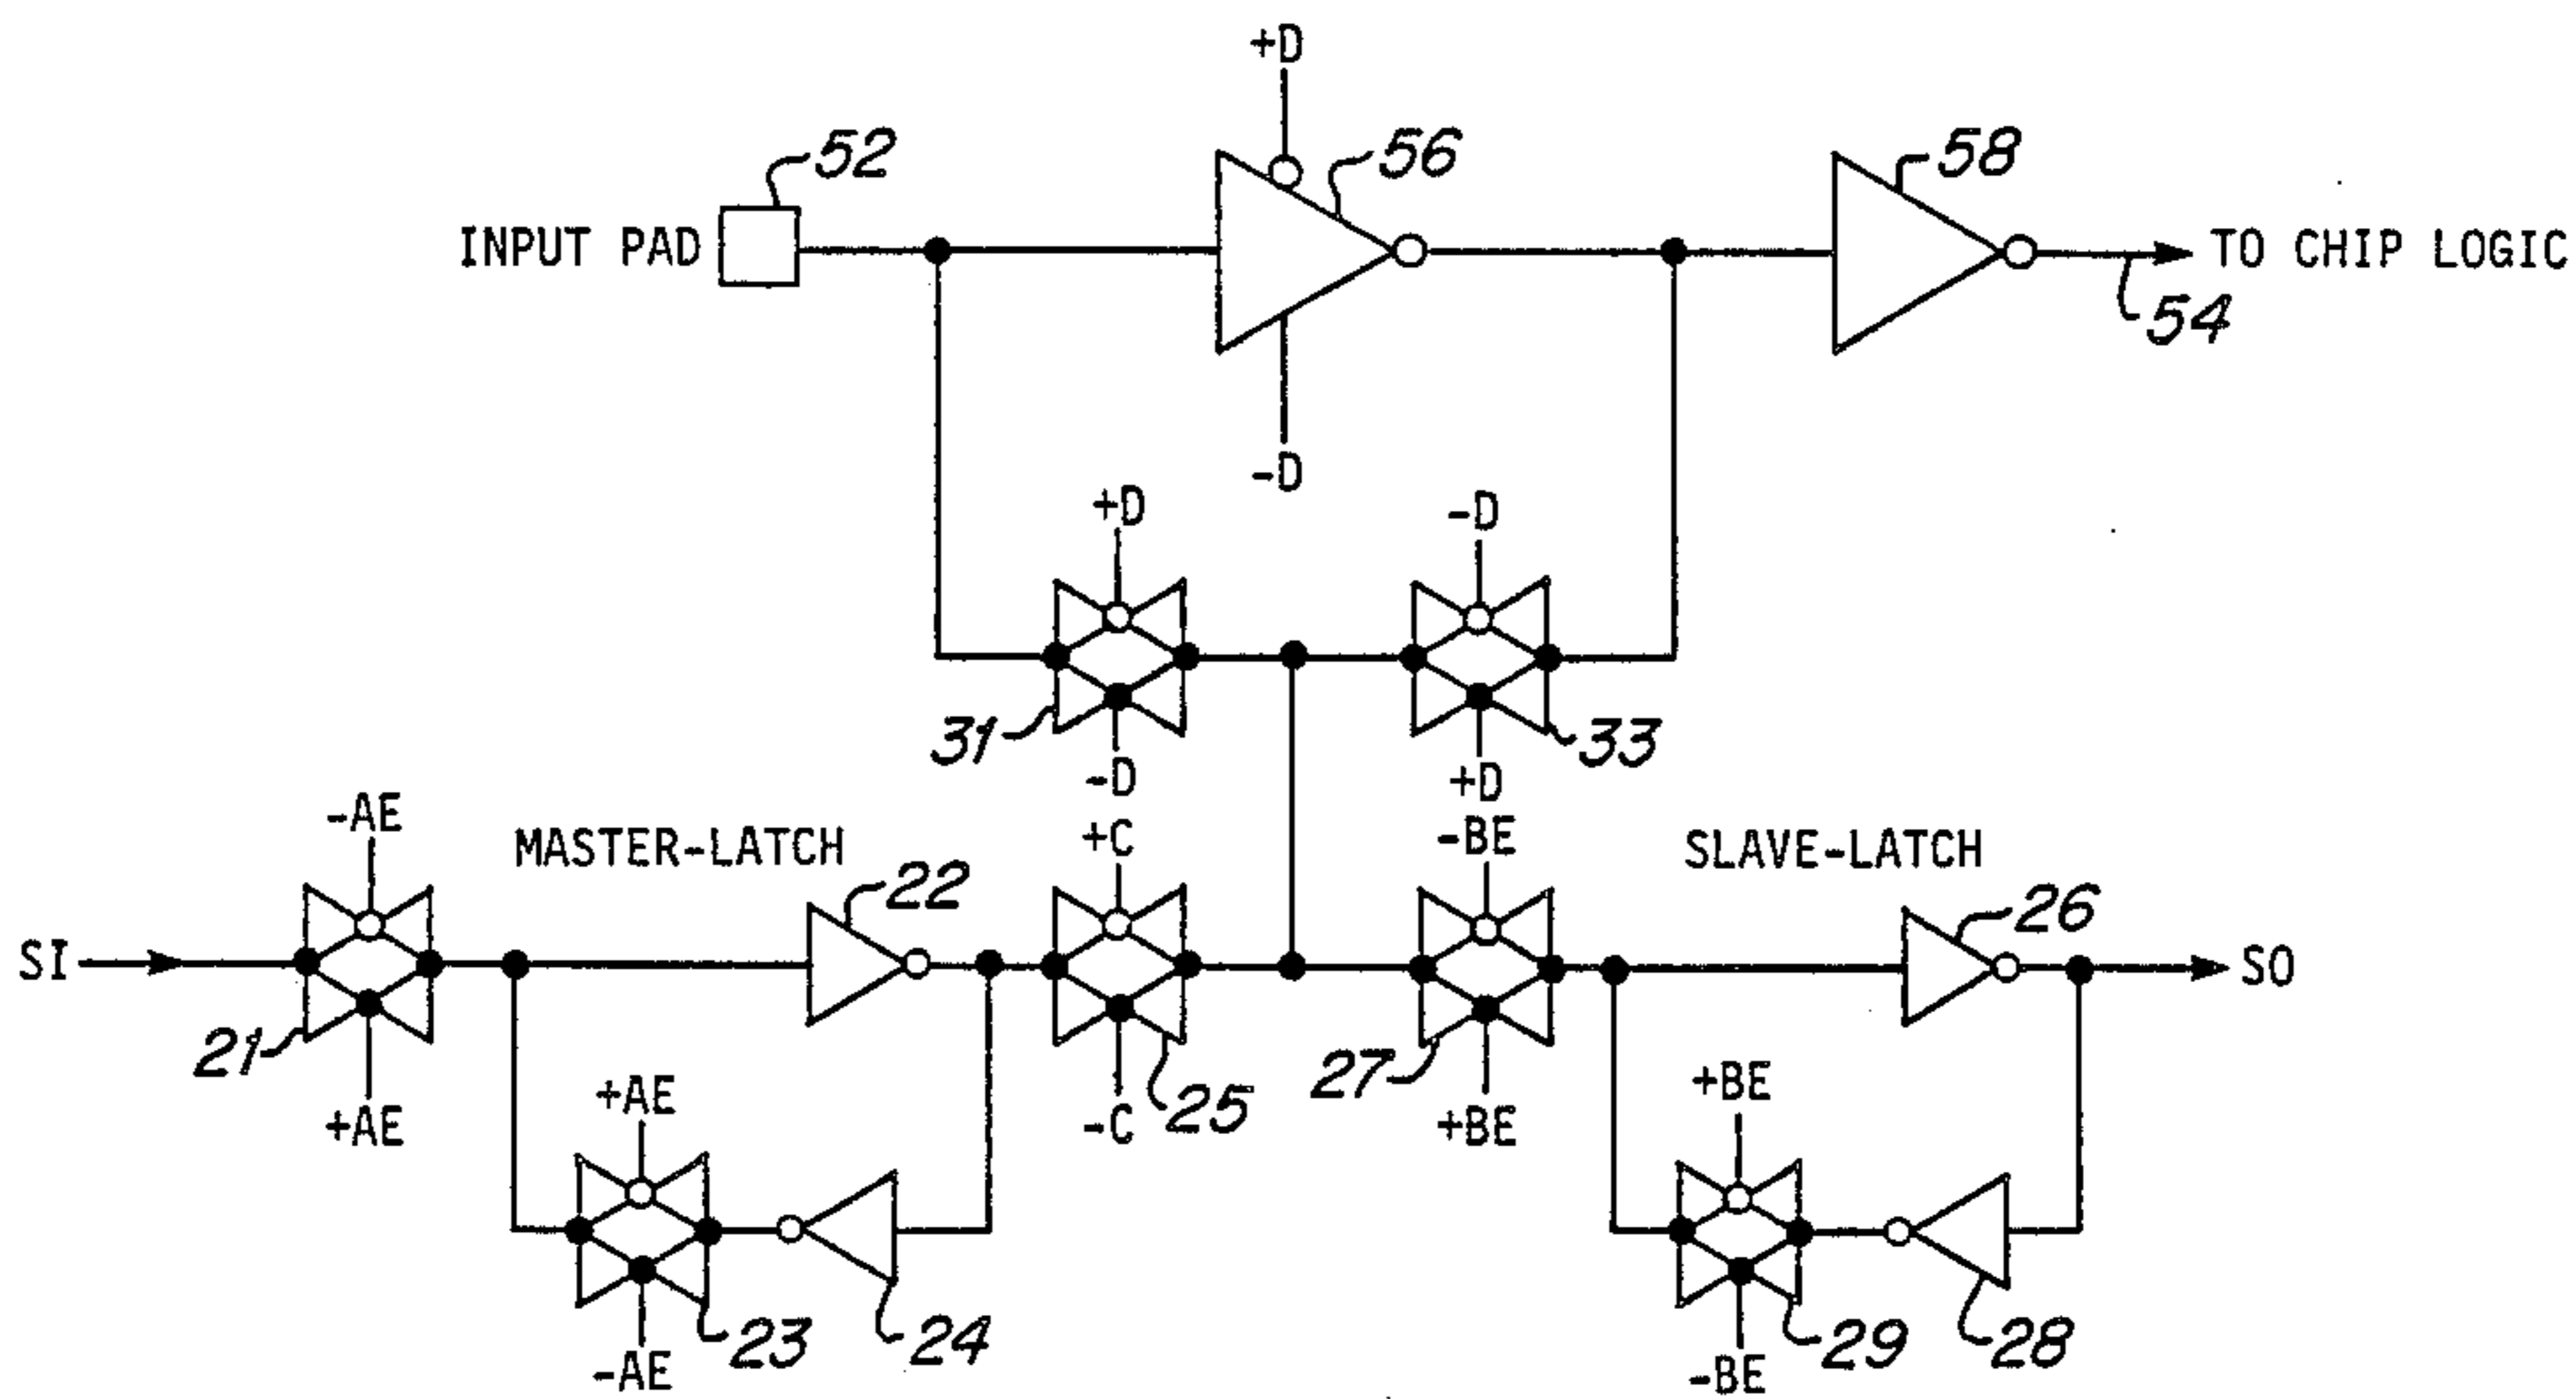 +D
52
56
58
INPUT PAD
TO CHIP LOGIC
54
-D
+D
-D
31
33
-D
+D
-AE
MASTER-LATCH
+C
-BE
SLAVE-LATCH
22
26
SI
SO
21
+AE
+AE
-C
25
27
+BE
+BE
23
24
29
28
-AE
-BE